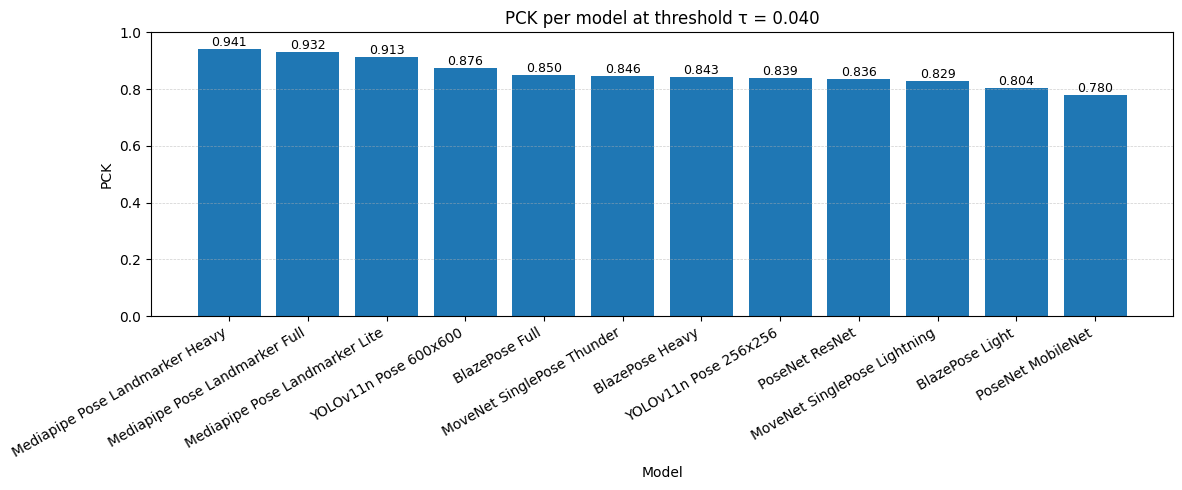 PCK per model at threshold τ = 0.040
PCK
1.0
0.8
0.6
0.4
0.2
0.0
0.941
0.932
0.913
0.876
0.850
0.846
0.843
0.839
0.836
0.829
0.804
0.780
Mediapipe Pose Landmarker Heavy
Mediapipe Pose Landmarker Full
Mediapipe Pose Landmarker Lite
YOLOv11n Pose 600x600
BlazePose Full
MoveNet SinglePose Thunder
BlazePose Heavy
YOLOv11n Pose 256x256
PoseNet ResNet
MoveNet SinglePose Lightning
BlazePose Light
PoseNet MobileNet
Model